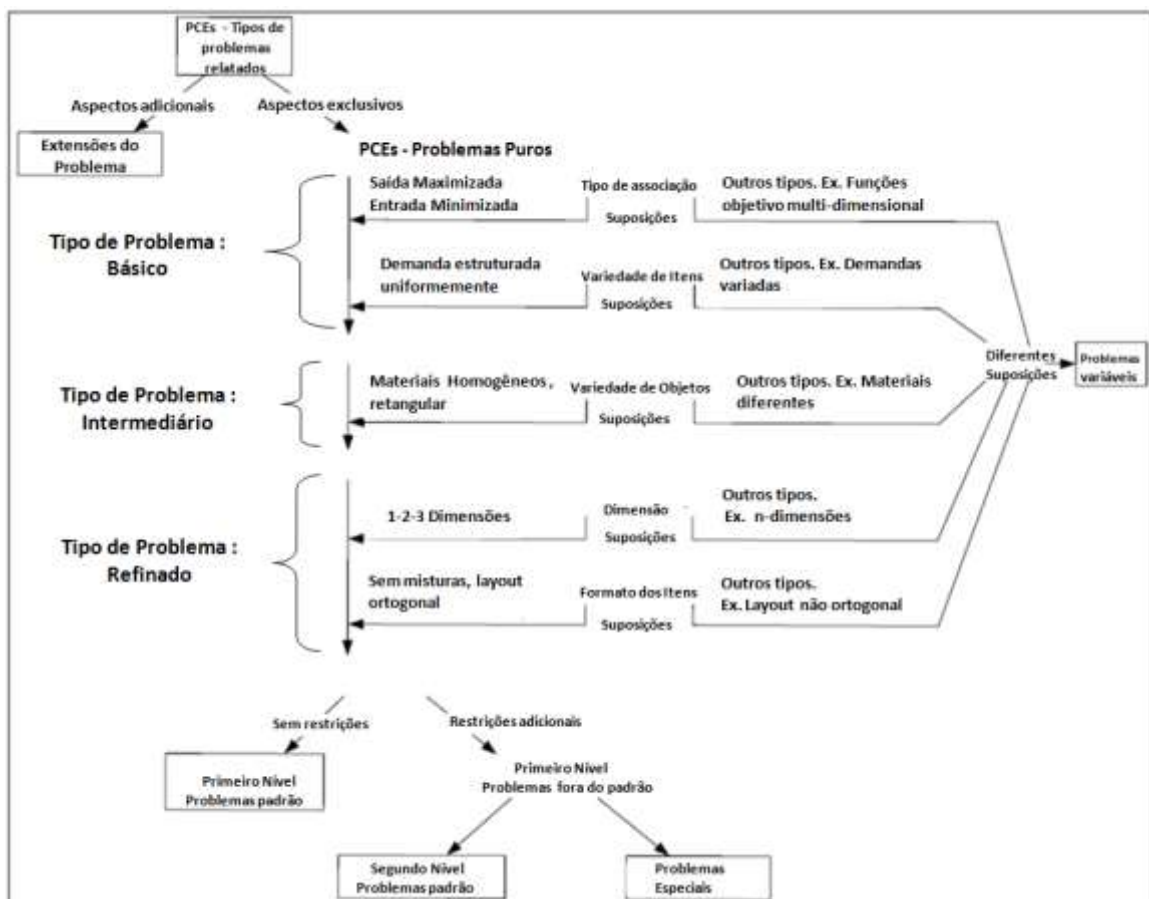 PCEs - Tipos de
problemas
relatados
Aspectos adicionais
Aspectos exclusivos
Extensões do
Problema
PCEs - Problemas Puros
Saída Maximizada
Entrada Minimizada
Tipo de associação
Suposições
Outros tipos. Ex. Funções
objetivo multi-dimensional
Tipo de Problema :
Básico
Demanda estruturada
uniformemente
Variedade de Itens
Suposições
Outros tipos. Ex. Demandas
variadas
Diferentes
Suposições
Problemas
variáveis
Tipo de Problema :
Intermediário
Materiais Homogêneos ,
retangular
Variedade de Objetos
Suposições
Outros tipos. Ex. Materiais
diferentes
Tipo de Problema :
Refinado
1-2-3 Dimensões
Dimensão
Suposições
Outros tipos.
Ex. n-dimensões
Sem misturas, layout
ortogonal
Formato dos Itens
Suposições
Outros tipos.
Ex. Layout não ortogonal
Sem restrições
Restrições adicionais
Primeiro Nível
Problemas padrão
Primeiro Nível
Problemas fora do padrão
Segundo Nível
Problemas padrão
Problemas
Especiais